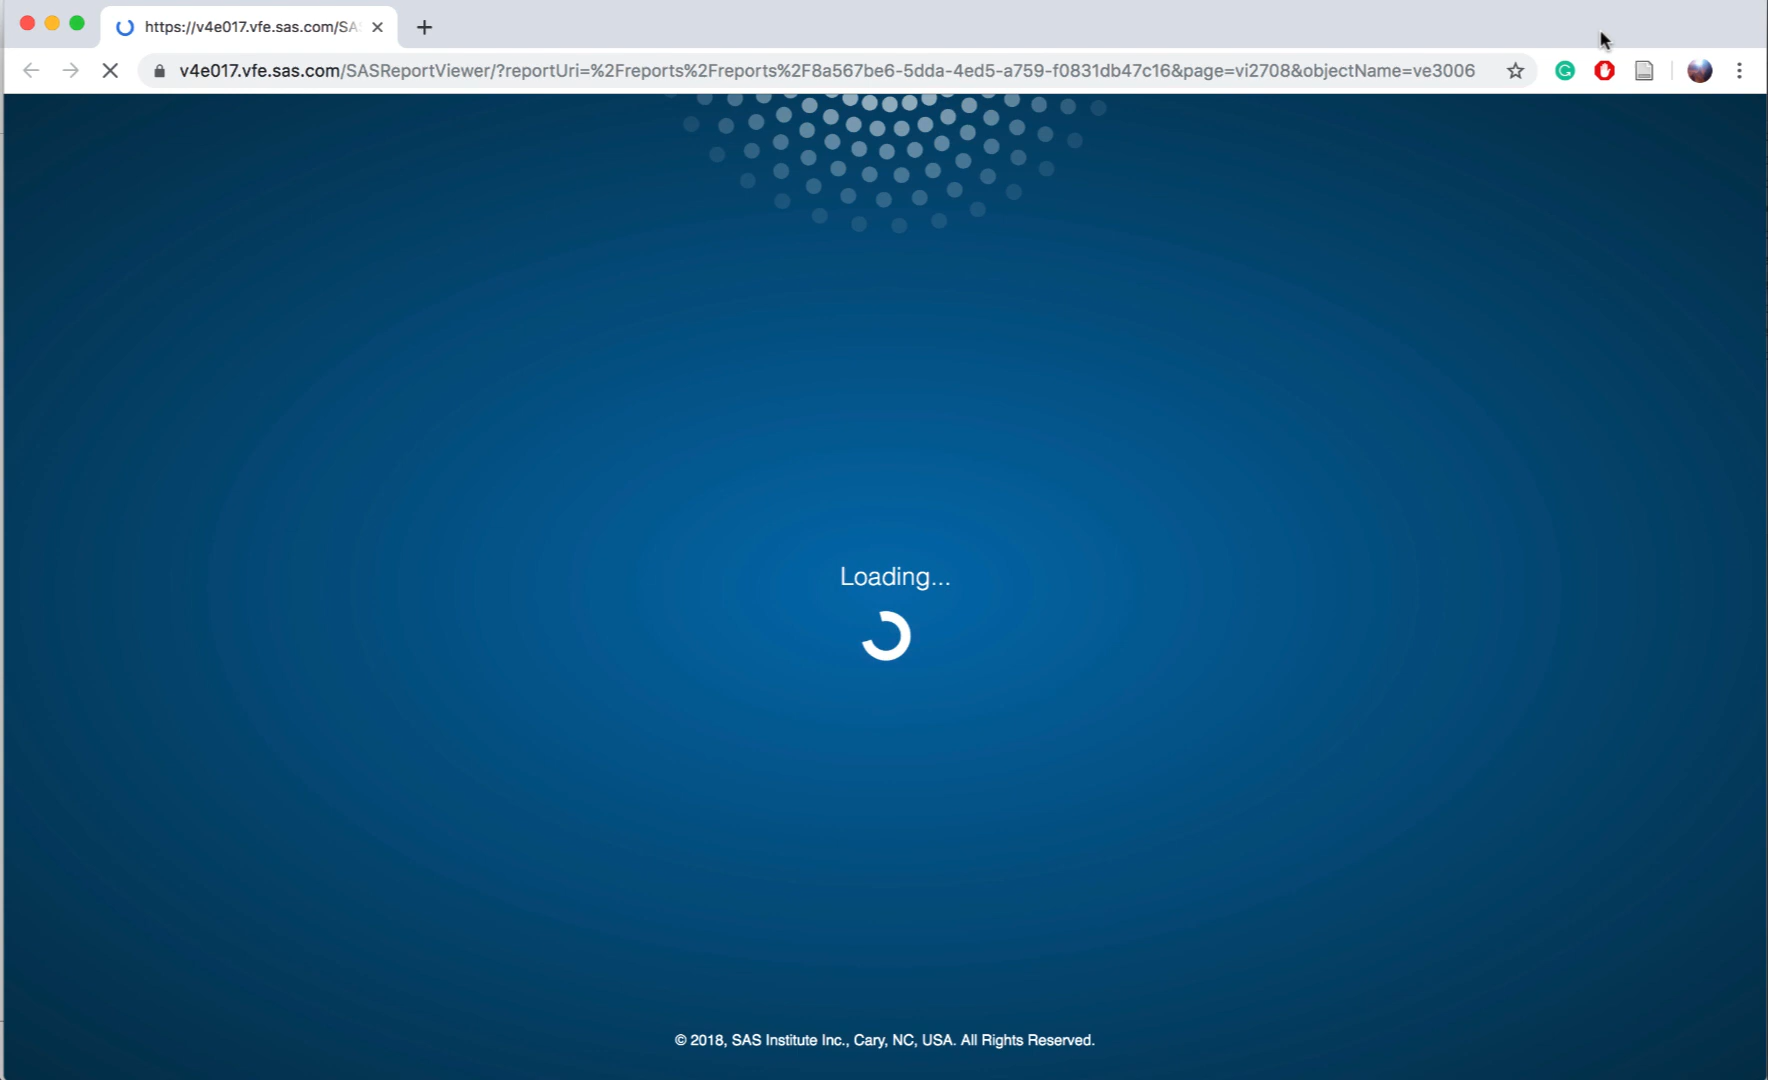 https://v4e017.vfe.sas.com/SA
v4e017.vfe.sas.com/SASReportViewer/?reportUri=%2Freports%2Freports%2F8a567be6-5dda-4ed5-a759-f0831db47c16&page=vi2708&objectName=ve3006
Loading...
© 2018, SAS Institute Inc., Cary, NC, USA. All Rights Reserved.